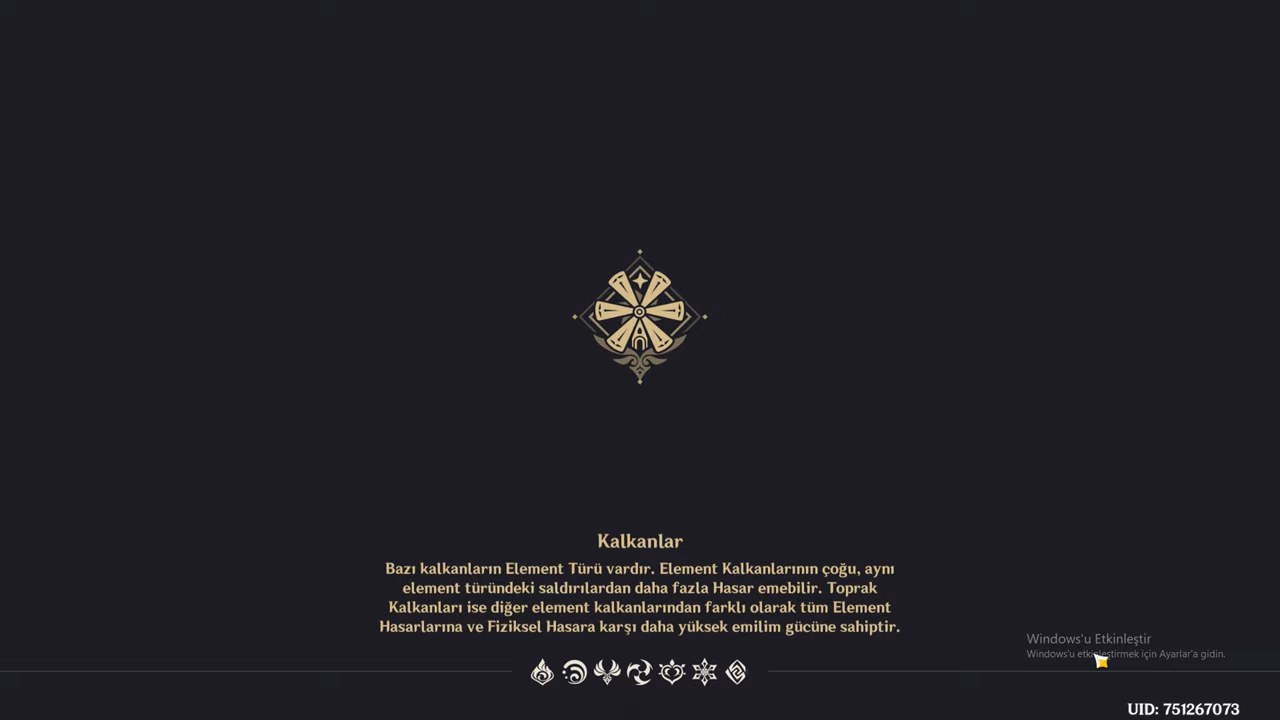 Kalkanlar
Bazı kalkanların Element Türü vardır. Element Kalkanlarının çoğu, aynı
element türündeki saldırılardan daha fazla Hasar emebilir. Toprak
Kalkanları ise diğer element kalkanlarından farklı olarak tüm Element
Hasarlarına ve Fiziksel Hasara karşı daha yüksek emilim gücüne sahiptir.
Windows'u Etkinleştir
Windows'u etkinleştirmek için Ayarlar'a gidin.
UID: 751267073